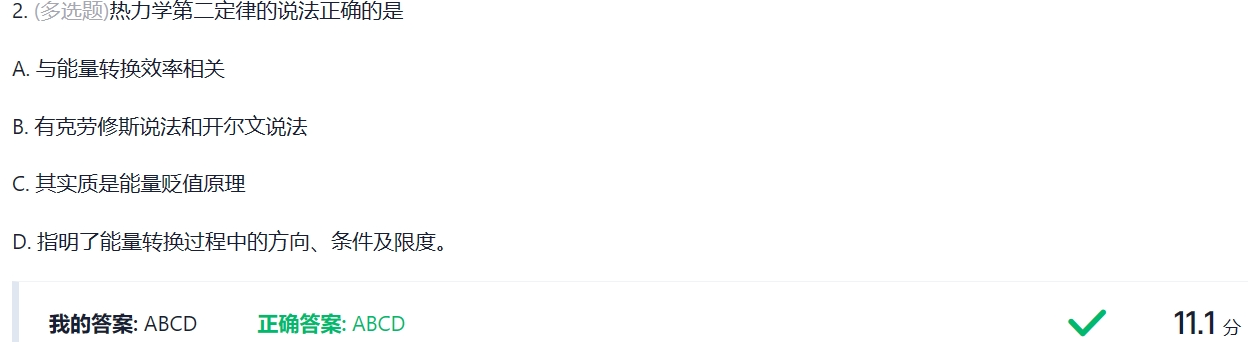 2. (多选题)热力学第二定律的说法正确的是
A. 与能量转换效率相关
B. 有克劳修斯说法和开尔文说法
C. 其实质是能量贬值原理
D. 指明了能量转换过程中的方向、条件及限度。
我的答案: ABCD 正确答案: ABCD 11.1 分